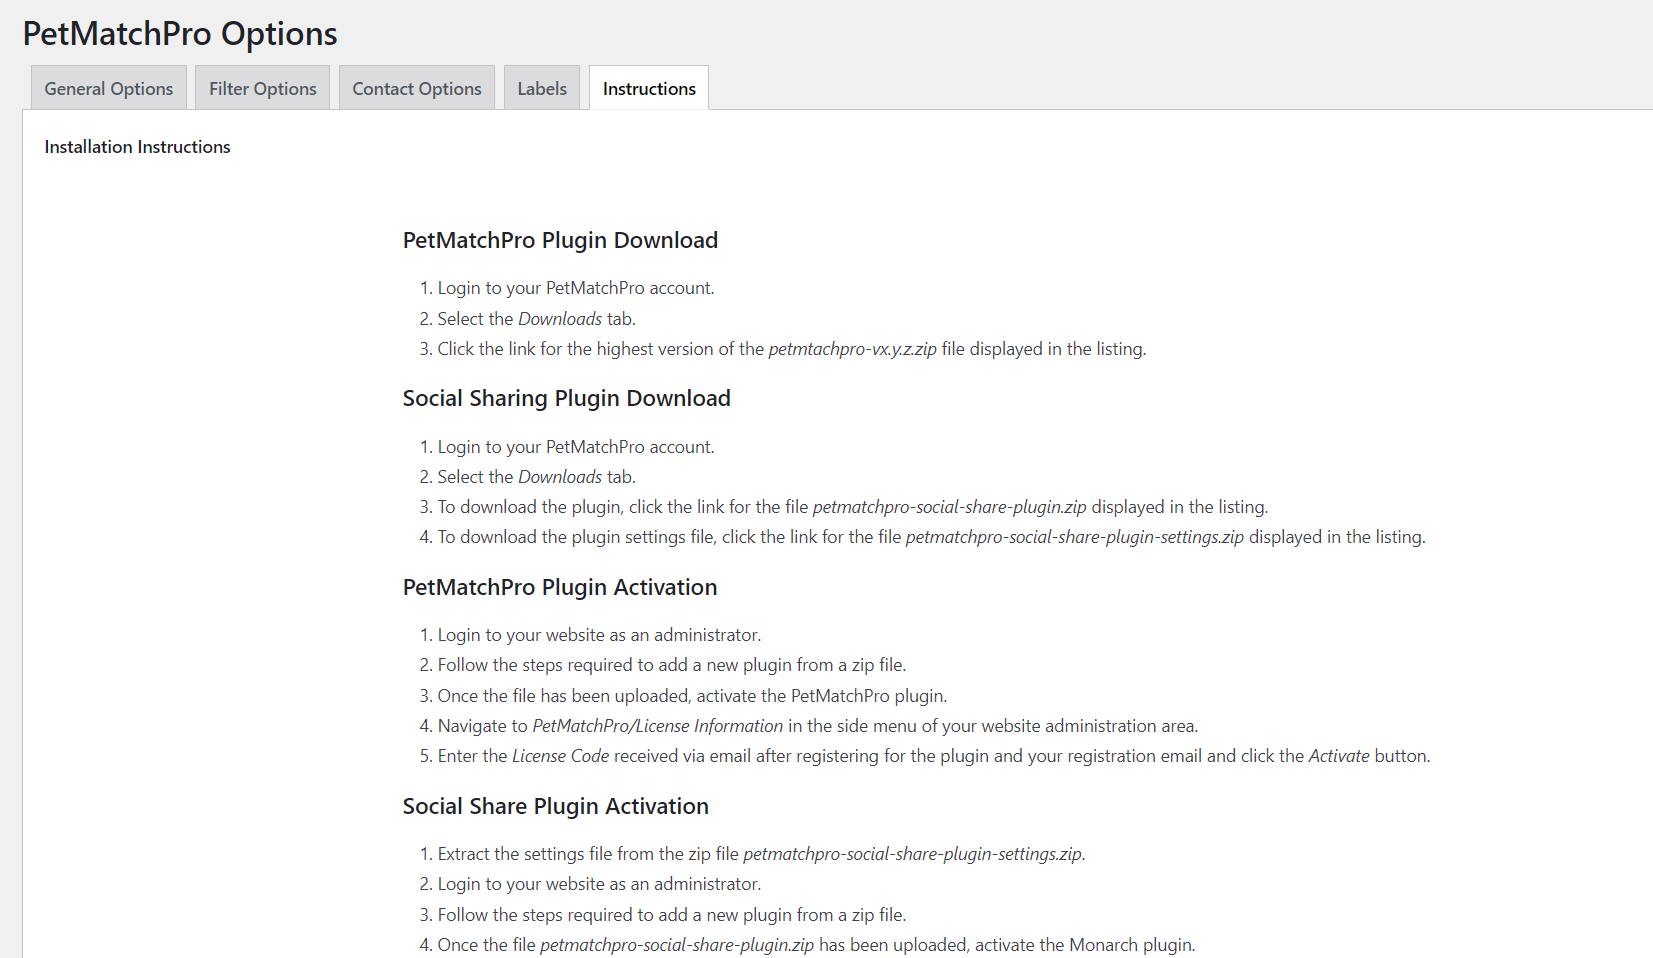 PetMatchPro Options
General Options
Filter Options
Contact Options
Labels
Instructions
Installation Instructions
PetMatchPro Plugin Download
1. Login to your PetMatchPro account.
2. Select the Downloads tab.
3. Click the link for the highest version of the petmtachpro-vx.y.z.zip file displayed in the listing.
Social Sharing Plugin Download
1. Login to your PetMatchPro account.
2. Select the Downloads tab.
3. To download the plugin, click the link for the file petmatchpro-social-share-plugin.zip displayed in the listing.
4. To download the plugin settings file, click the link for the file petmatchpro-social-share-plugin-settings.zip displayed in the listing.
PetMatchPro Plugin Activation
1. Login to your website as an administrator.
2. Follow the steps required to add a new plugin from a zip file.
3. Once the file has been uploaded, activate the PetMatchPro plugin.
4. Navigate to PetMatchPro/License Information in the side menu of your website administration area.
5. Enter the License Code received via email after registering for the plugin and your registration email and click the Activate button.
Social Share Plugin Activation
1. Extract the settings file from the zip file petmatchpro-social-share-plugin-settings.zip.
2. Login to your website as an administrator.
3. Follow the steps required to add a new plugin from a zip file.
4. Once the file petmatchpro-social-share-plugin.zip has been uploaded, activate the Monarch plugin.